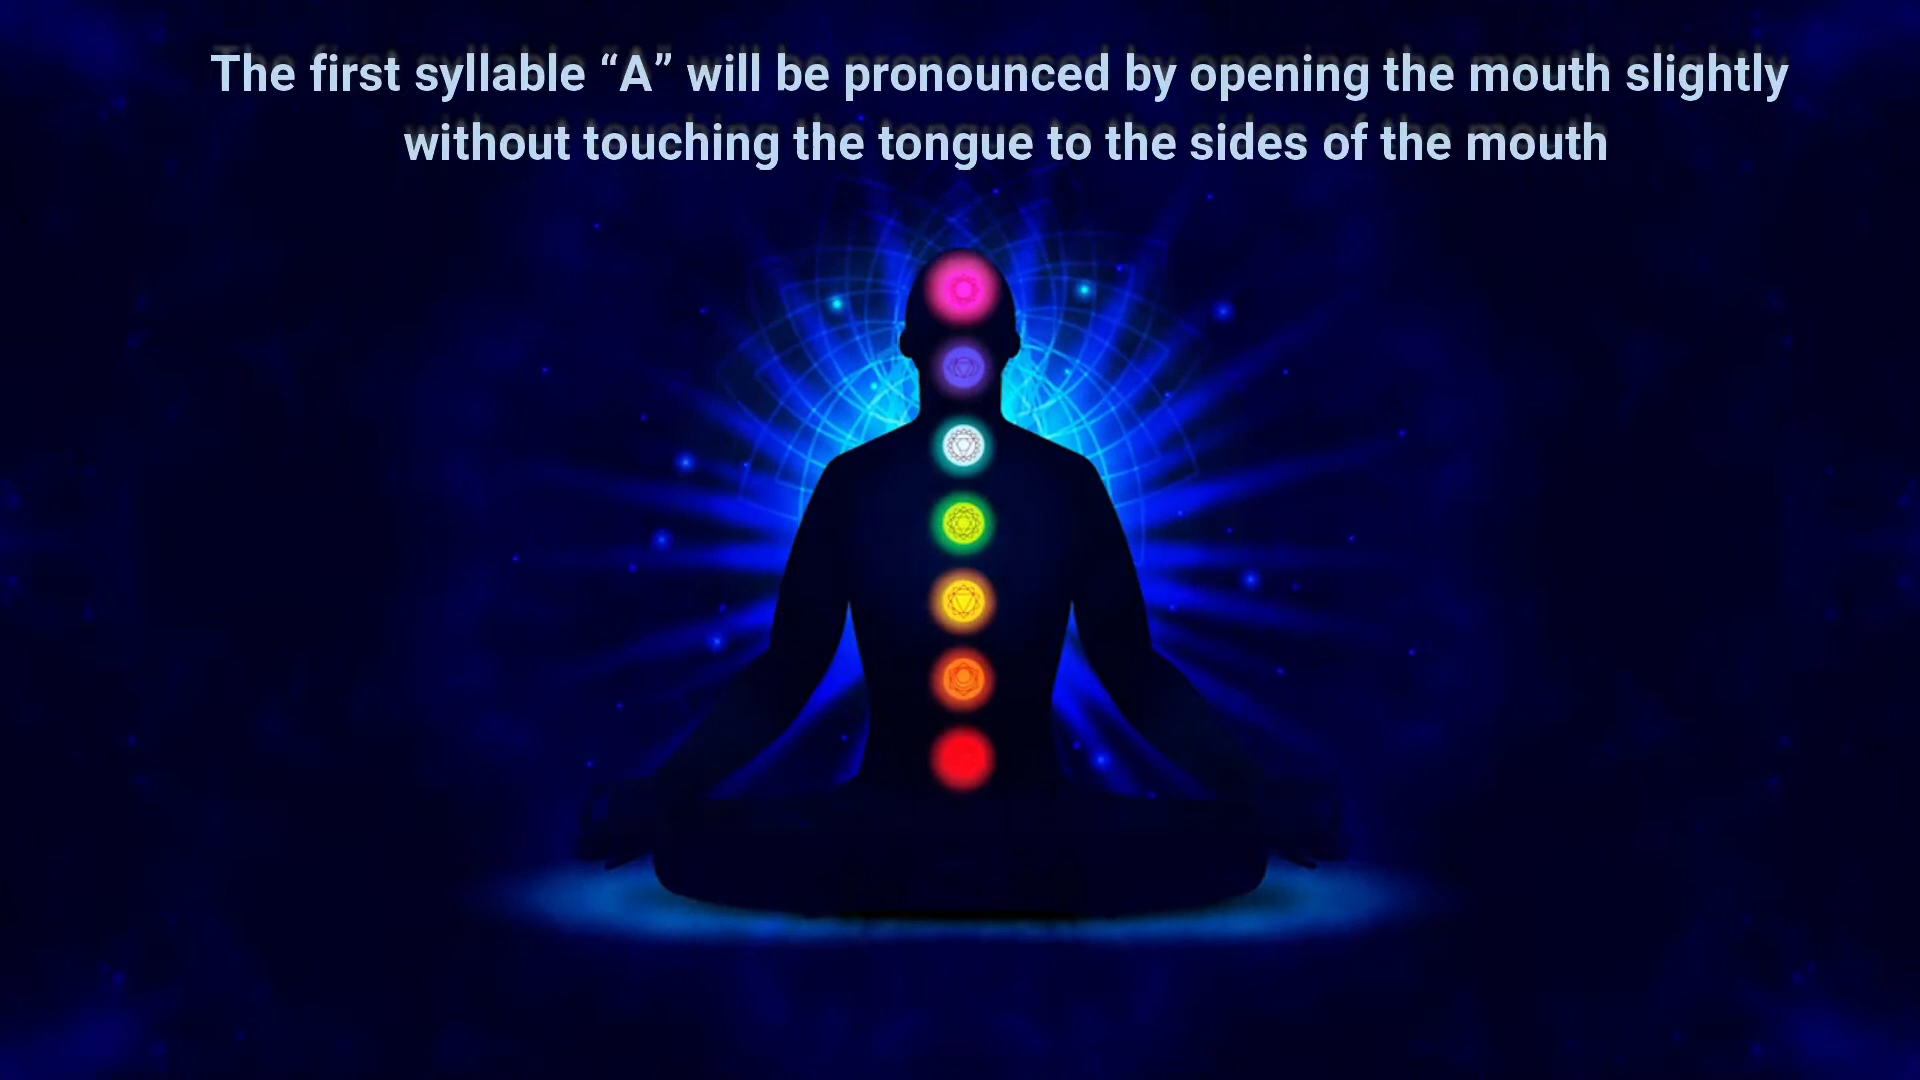 The first syllable “A” will be pronounced by opening the mouth slightly
without touching the tongue to the sides of the mouth